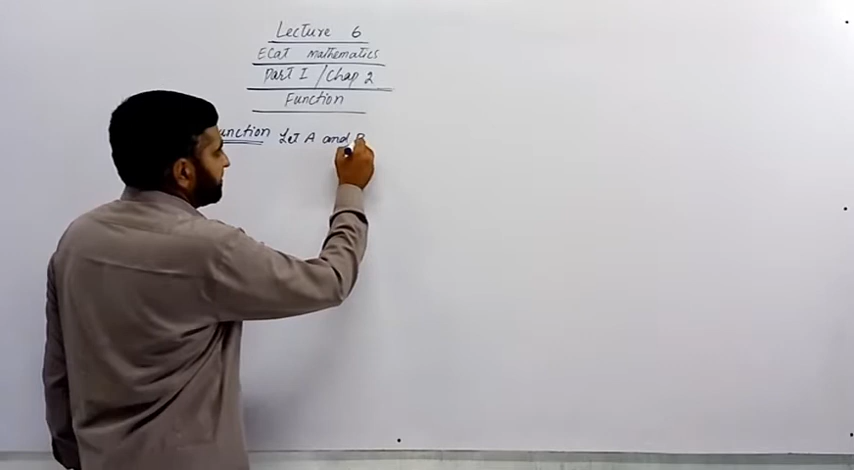 Lecture 6
ECat mathematics
Part I / Chap 2
Function
unction Let A and B